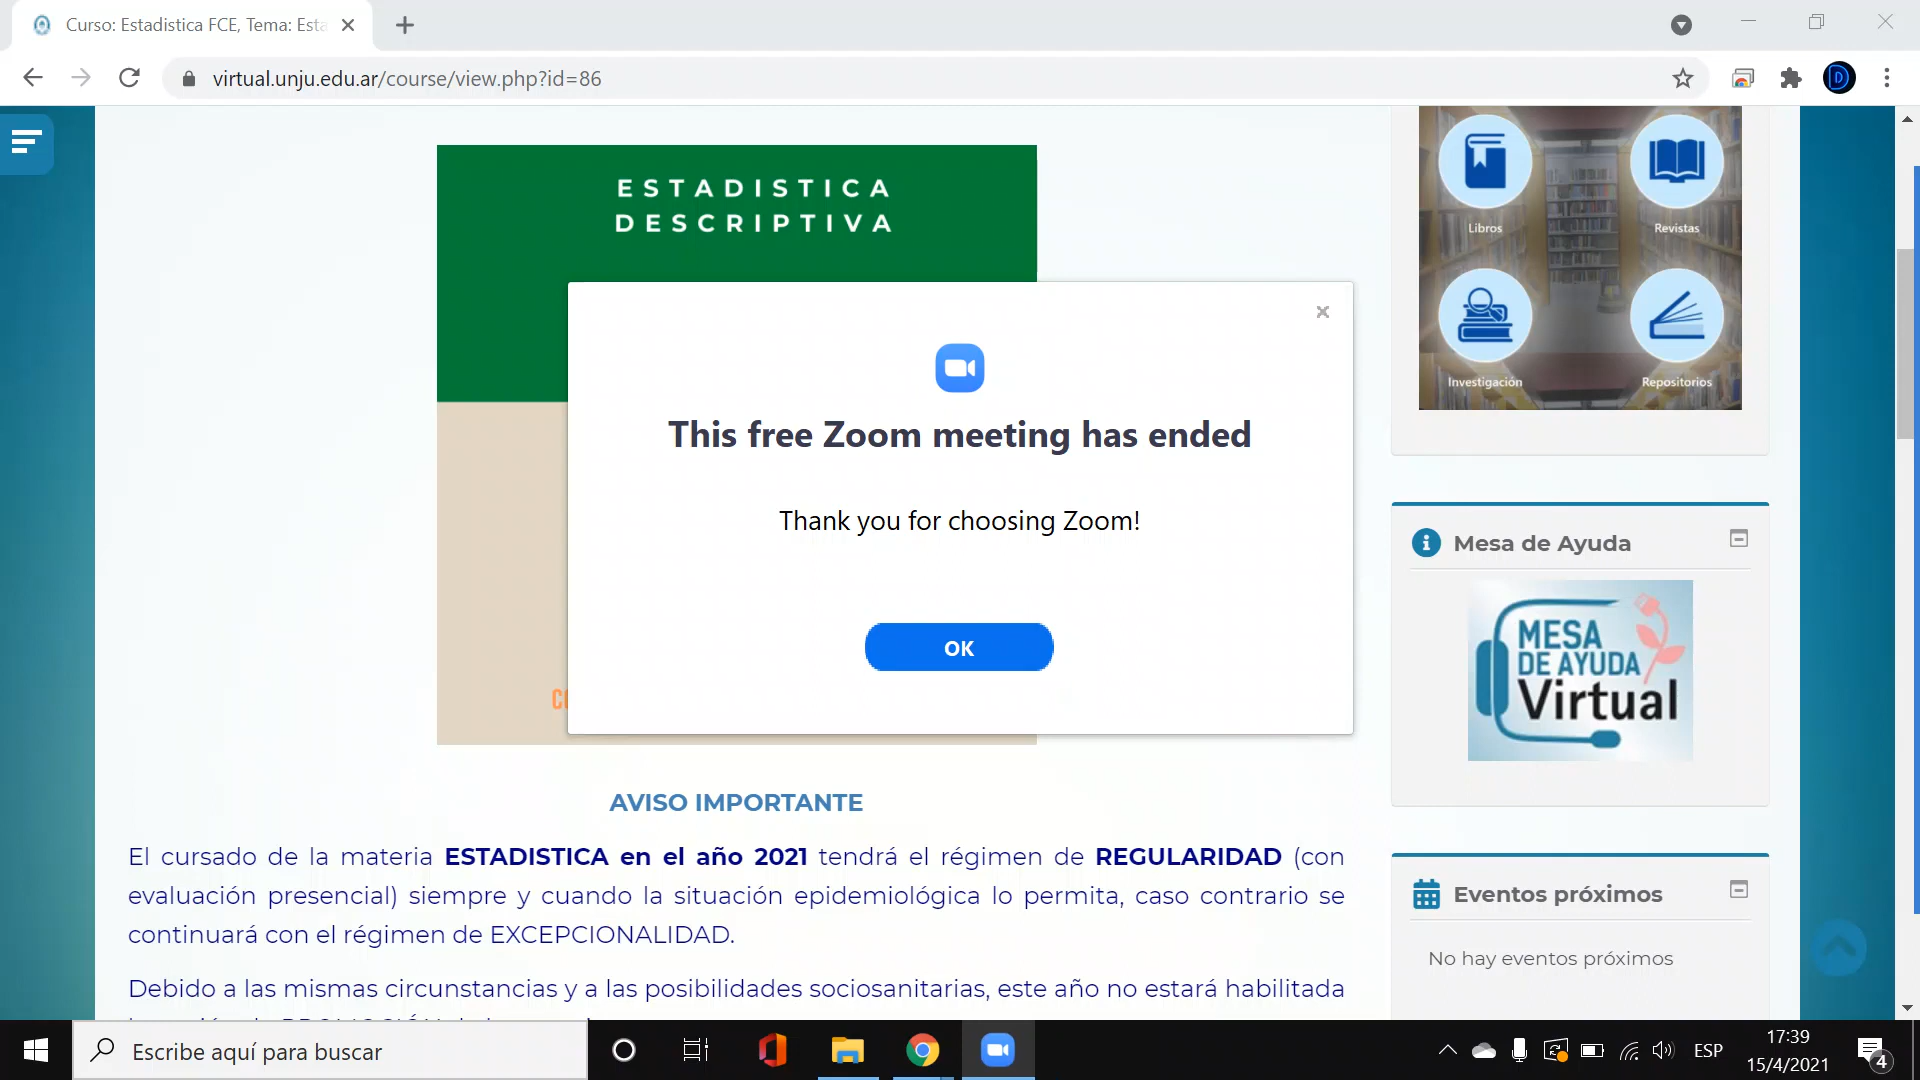 Curso: Estadistica FCE, Tema: Esta
virtual.unju.edu.ar/course/view.php?id=86
ESTADISTICA
DESCRIPTIVA
Libros
Revistas
Investigación
Repositorios
This free Zoom meeting has ended
Thank you for choosing Zoom!
OK
Mesa de Ayuda
MESA
DE AYUDA
Virtual
AVISO IMPORTANTE
El cursado de la materia ESTADISTICA en el año 2021 tendrá el régimen de REGULARIDAD (con
evaluación presencial) siempre y cuando la situación epidemiológica lo permita, caso contrario se
continuará con el régimen de EXCEPCIONALIDAD.
Debido a las mismas circunstancias y a las posibilidades sociosanitarias, este año no estará habilitada
Eventos próximos
No hay eventos próximos
Escribe aquí para buscar
ESP
17:39
15/4/2021
4